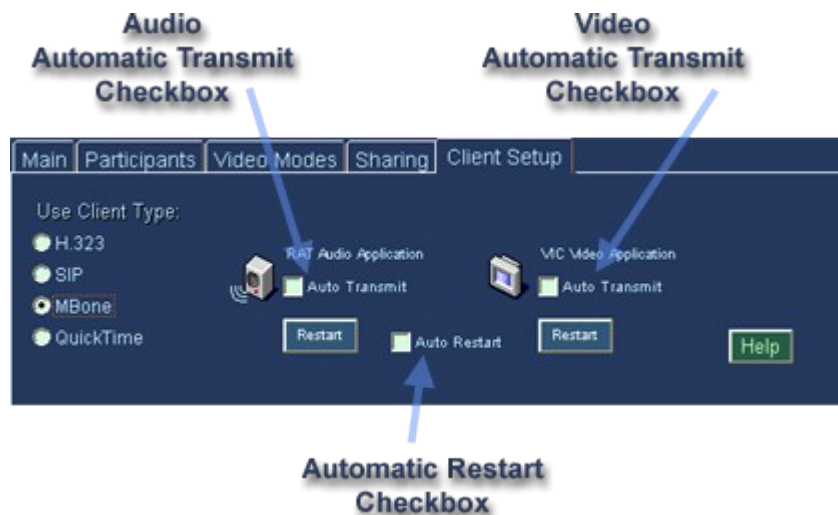 Audio
Automatic Transmit
Checkbox
Video
Automatic Transmit
Checkbox
Main Participants Video Modes Sharing Client Setup
Use Client Type:
H.323
SIP
MBone
QuickTime
RAT Audio Application
Auto Transmit
Restart
Auto Restart
VIC Video Application
Auto Transmit
Restart
Help
Automatic Restart
Checkbox